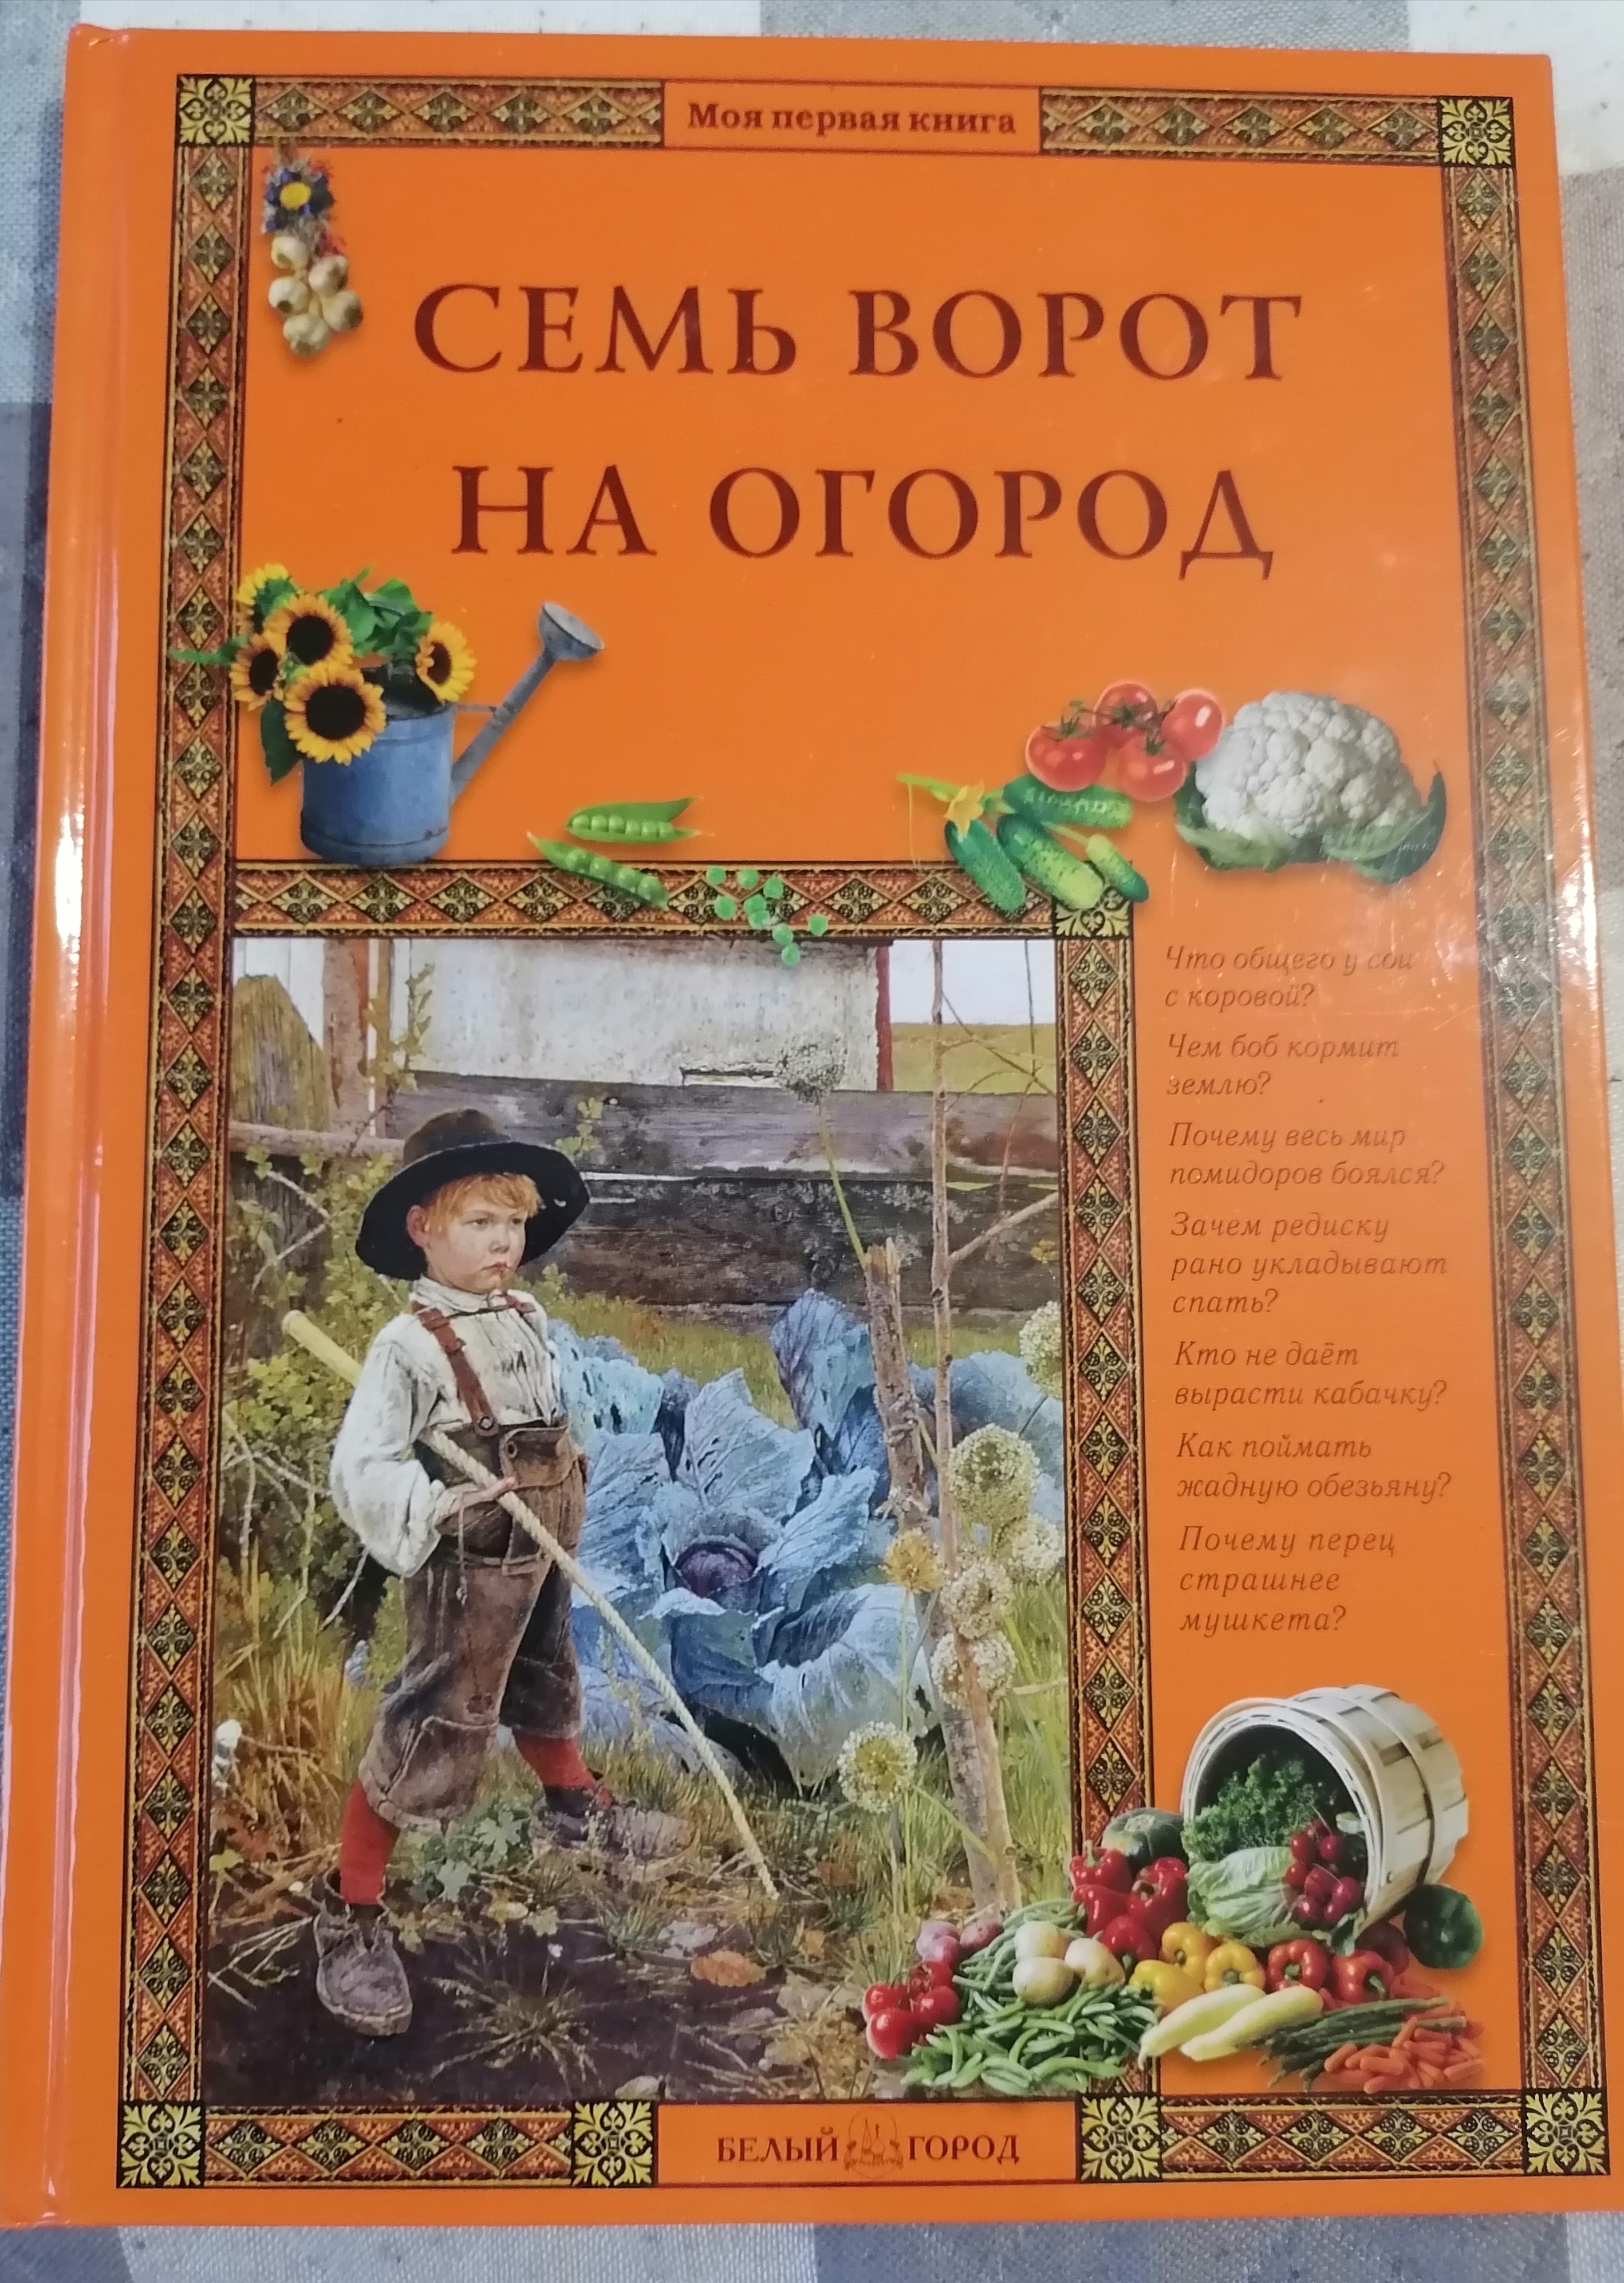 Моя первая книга
СЕМЬ ВОРОТ
НА ОГОРОД
Что общего у сои
с коровой?
Чем боб кормит
землю?
Почему весь мир
помидоров боялся?
Зачем редиску
рано укладывают
спать?
Кто не даёт
вырасти кабачку?
Как поймать
жадную обезьяну?
Почему перец
страшнее
мушкета?
БЕЛЫЙ ГОРОД